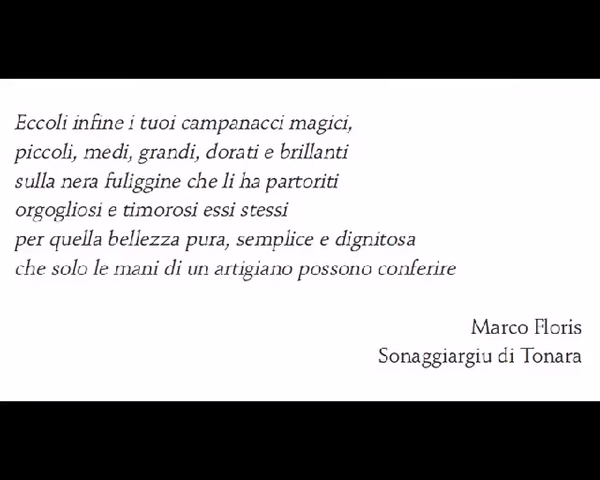 Eccoli infine i tuoi campanacci magici,
piccoli, medi, grandi, dorati e brillanti
sulla nera fuliggine che li ha partoriti
orgogliosi e timorosi essi stessi
per quella bellezza pura, semplice e dignitosa
che solo le mani di un artigiano possono conferire
Marco Floris
Sonaggiargiu di Tonara